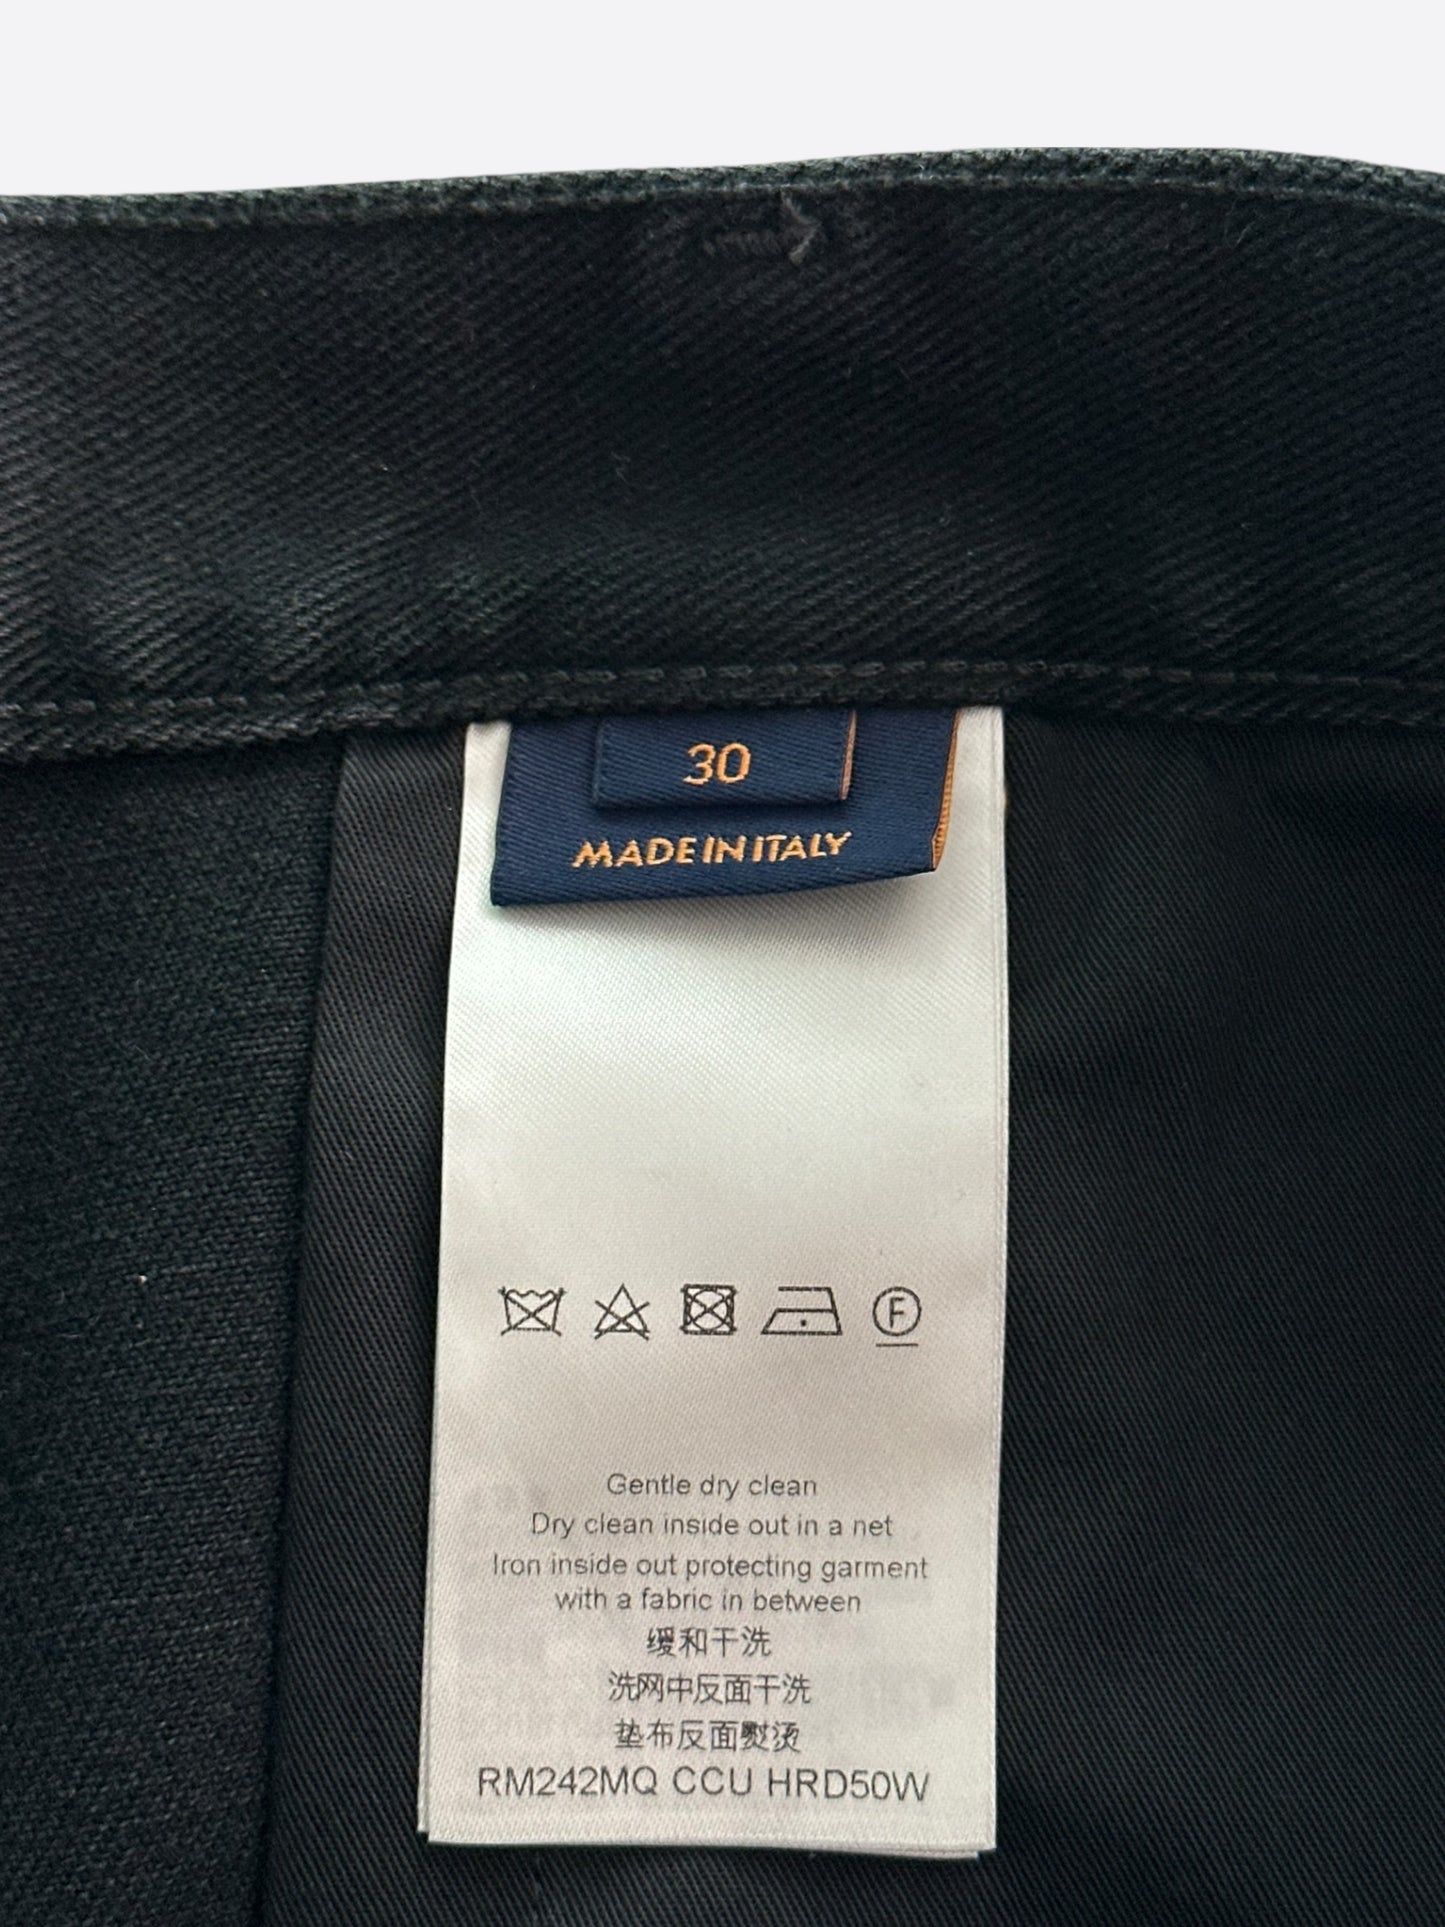 30
MADE IN ITALY
F
Gentle dry clean
Dry clean inside out in a net
Iron inside out protecting garment
with a fabric in between
缓和干洗
洗网中反面干洗
垫布反面熨烫
RM242MQ CCU HRD50W